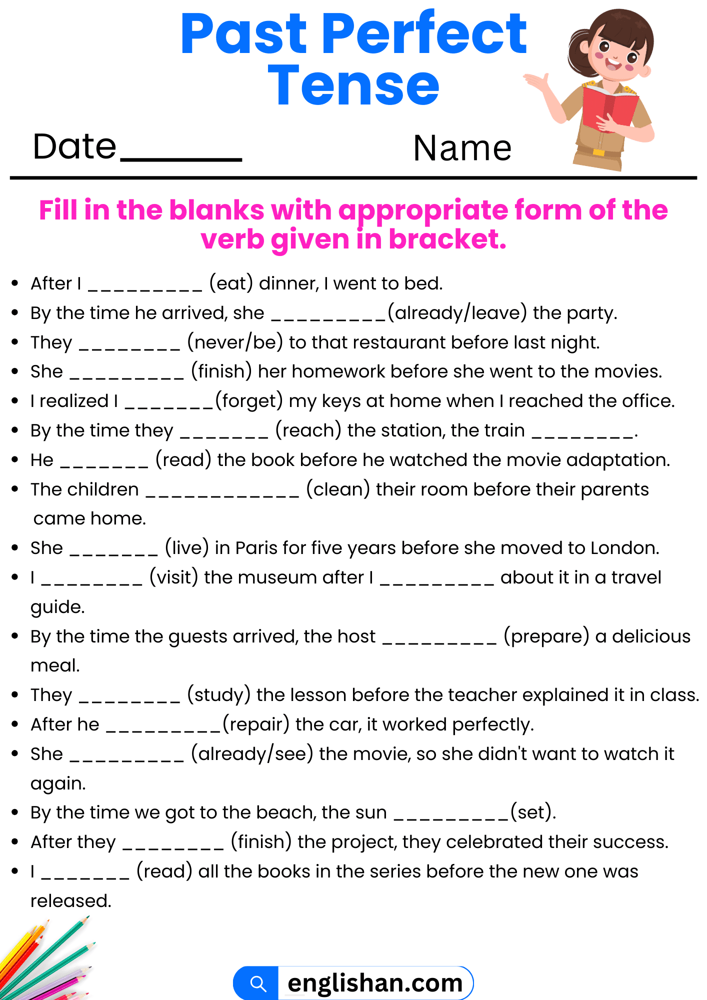 Past Perfect
Tense
Date_______ Name
Fill in the blanks with appropriate form of the
verb given in bracket.
• After I _________ (eat) dinner, I went to bed.
• By the time he arrived, she _________(already/leave) the party.
• They ________ (never/be) to that restaurant before last night.
• She _________ (finish) her homework before she went to the movies.
• I realized I _______(forget) my keys at home when I reached the office.
• By the time they _______ (reach) the station, the train ________.
• He _______ (read) the book before he watched the movie adaptation.
• The children ____________ (clean) their room before their parents
came home.
• She _______ (live) in Paris for five years before she moved to London.
• I ________ (visit) the museum after I _________ about it in a travel
guide.
• By the time the guests arrived, the host _________ (prepare) a delicious
meal.
• They ________ (study) the lesson before the teacher explained it in class.
• After he _________(repair) the car, it worked perfectly.
• She _________ (already/see) the movie, so she didn't want to watch it
again.
• By the time we got to the beach, the sun _________(set).
• After they ________ (finish) the project, they celebrated their success.
• I _______ (read) all the books in the series before the new one was
released.
englishan.com